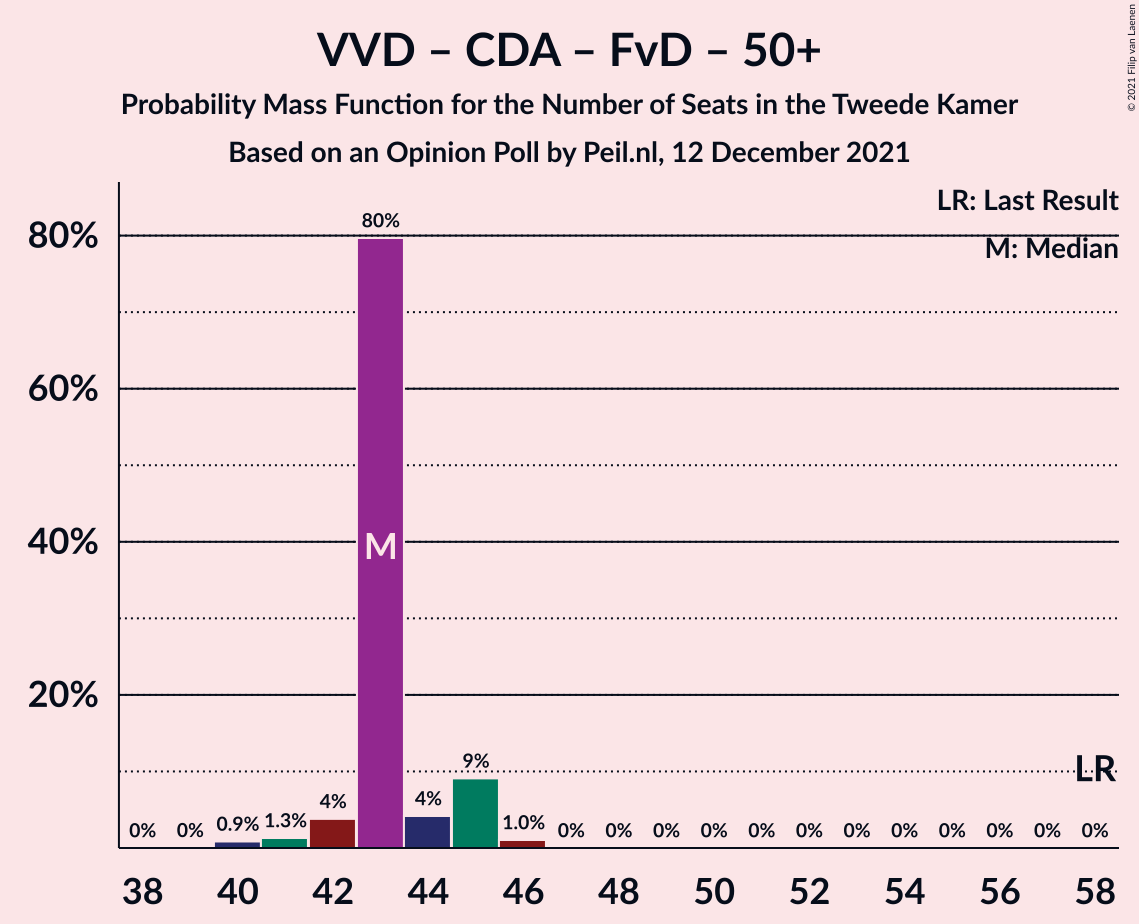 VVD – CDA – FvD – 50+
Probability Mass Function for the Number of Seats in the Tweede Kamer
Based on an Opinion Poll by Peil.nl, 12 December 2021
© 2021 Filip van Laenen
LR: Last Result
M: Median
80%
60%
40%
20%
0% 0% 0.9% 1.3% 4% 80% 4% 9% 1.0% 0% 0% 0% 0% 0% 0% 0% 0% 0% 0% 0% 0%
M
LR
38 40 42 44 46 48 50 52 54 56 58